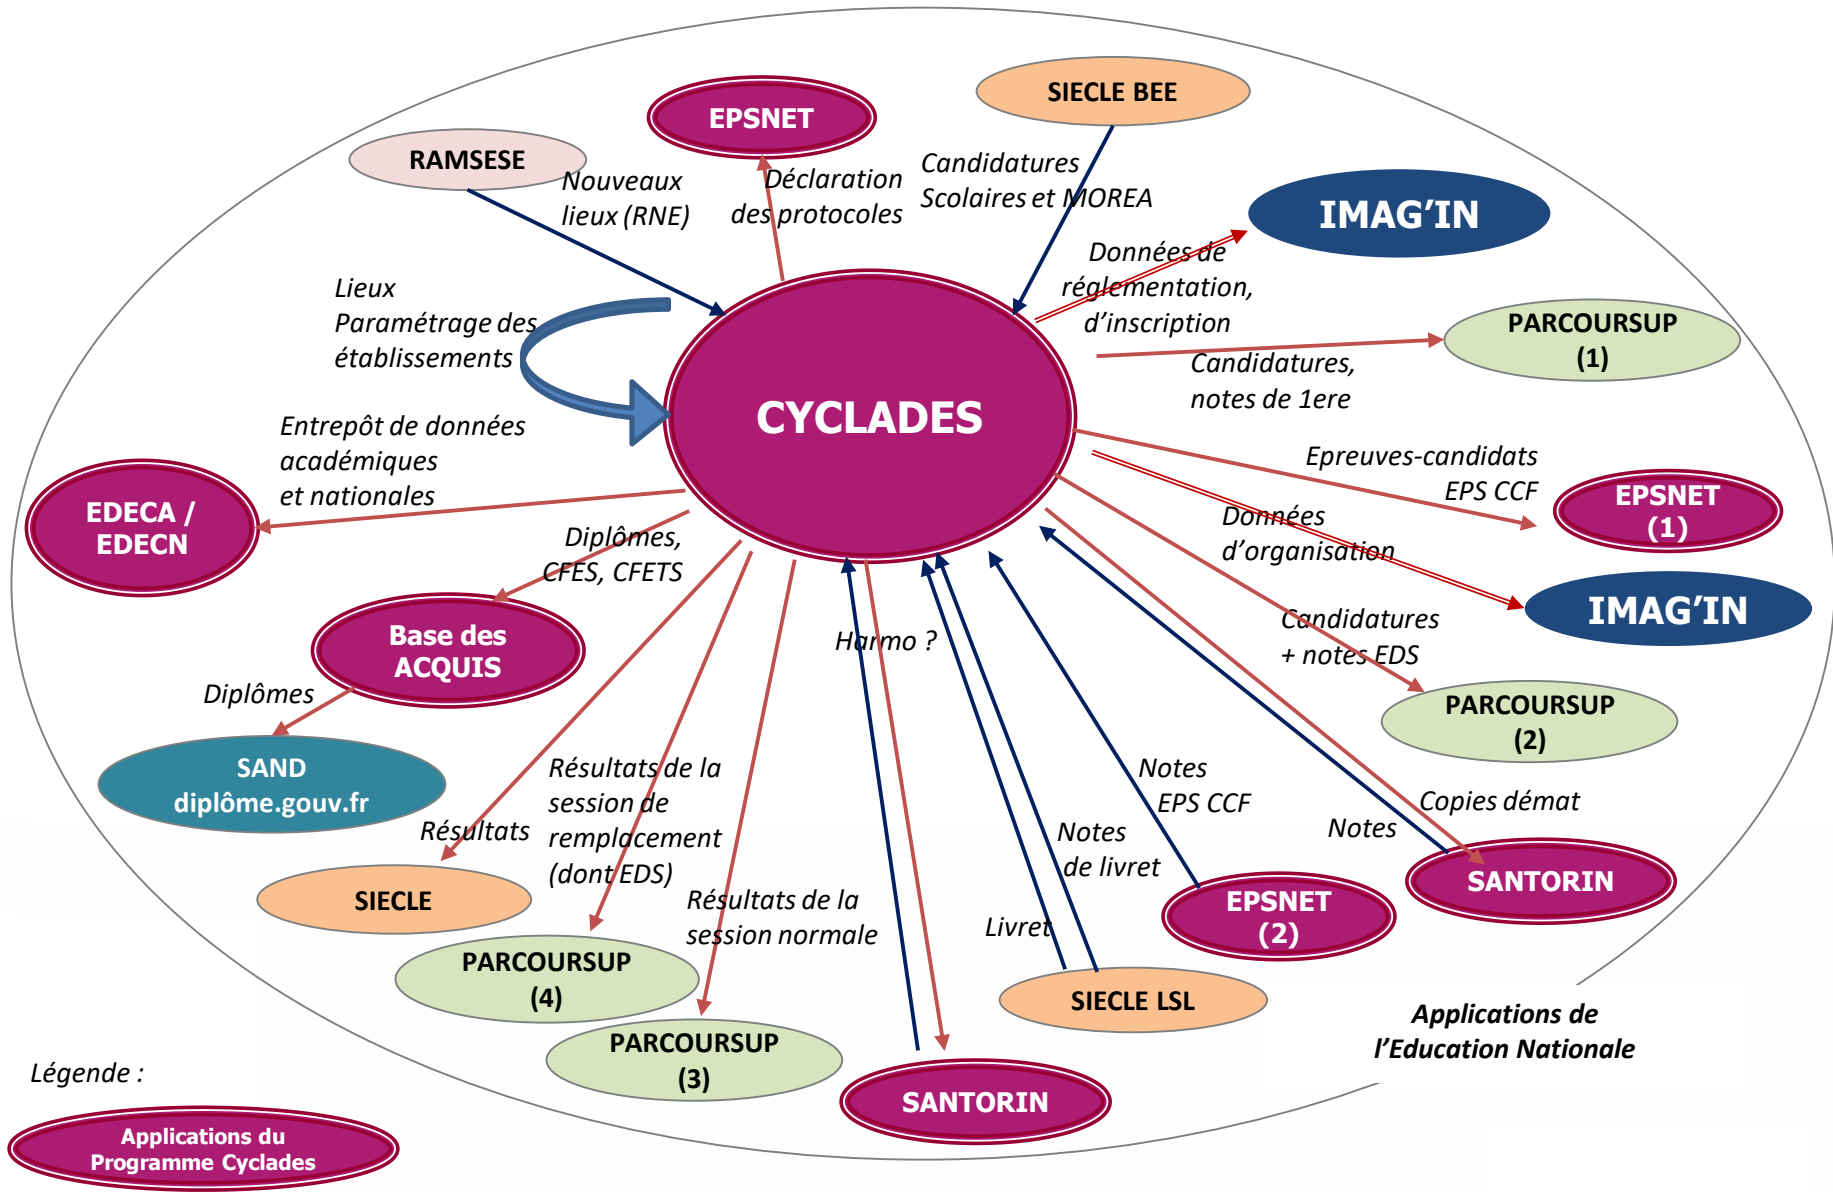 SIECLE BEE
EPSNET
RAMSESE
Candidatures
Scolaires et MOREA
Nouveaux
lieux (RNE)
Déclaration
des protocoles
IMAG’IN
Données de
réglementation,
d’inscription
Lieux
Paramétrage des
établissements
PARCOURSUP
(1)
Candidatures,
notes de 1ere
CYCLADES
Entrepôt de données
académiques
et nationales
Epreuves-candidats
EPS CCF
EDECA /
EDECN
EPSNET
(1)
Données
d’organisation
Diplômes,
CFES, CFETS
IMAG’IN
Base des
ACQUIS
Harmo ?
Candidatures
+ notes EDS
Diplômes
PARCOURSUP
(2)
SAND
diplôme.gouv.fr
Résultats de la
session de
remplacement
(dont EDS)
Notes
EPS CCF
Copies démat
Résultats
Notes
de livret
Notes
SIECLE
SANTORIN
Résultats de la
session normale
Livret
EPSNET
(2)
PARCOURSUP
(4)
SIECLE LSL
PARCOURSUP
(3)
Applications de
l’Education Nationale
SANTORIN
Légende :
Applications du
Programme Cyclades